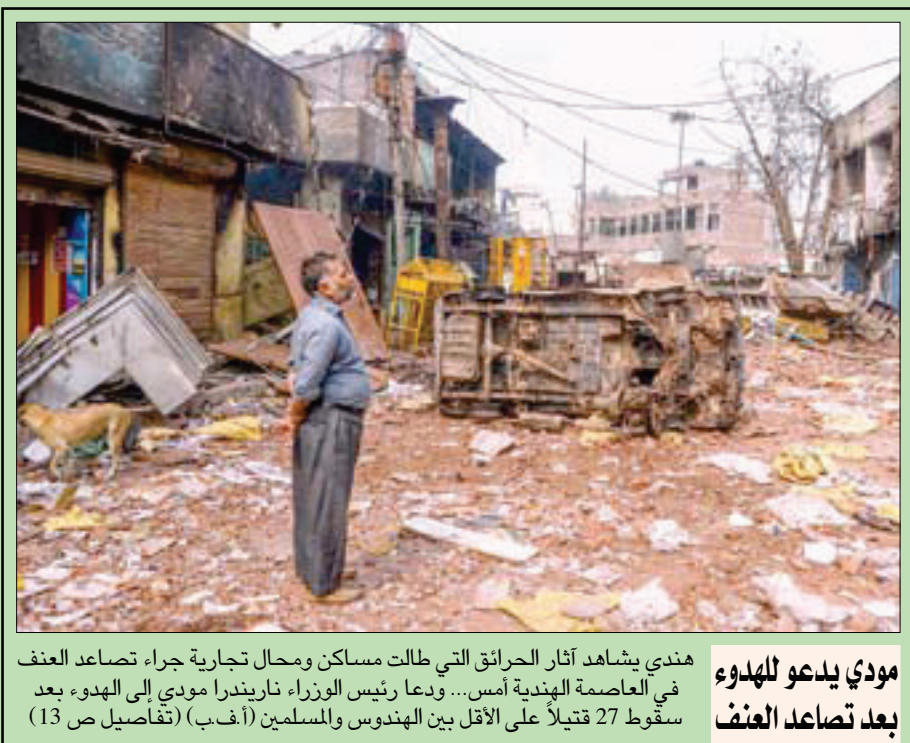 مودي يدعو للهدوء
بعد تصاعد العنف
هندي يشاهد آثار الحرائق التي طالت مساكن ومحال تجارية جراء تصاعد العنف
في العاصمة الهندية أمس... ودعا رئيس الوزراء ناريندرا مودي إلى الهدوء بعد
سقوط 27 قتيلاً على الأقل بين الهندوس والمسلمين (أ.ف.ب) (تفاصيل ص 13)